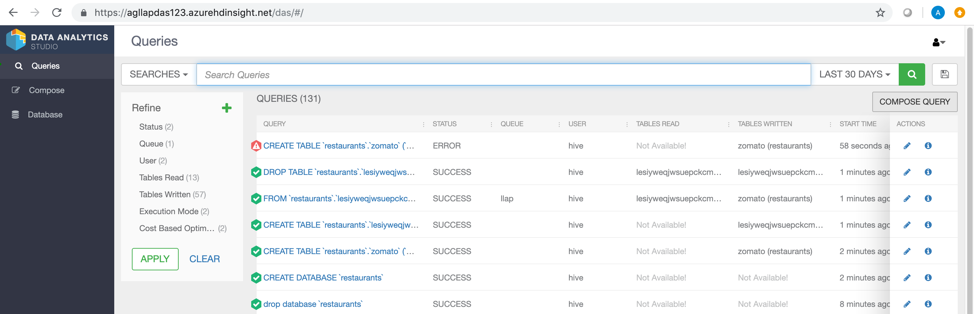 https://agllapdas123.azurehdinsight.net/das/#/
A
DATA ANALYTICS
STUDIO
Queries
Compose
Database
Queries
SEARCHES
Search Queries
LAST 30 DAYS
Refine
Status (2)
Queue (1)
User (2)
Tables Read (13)
Tables Written (57)
Execution Mode (2)
Cost Based Optim... (2)
APPLY CLEAR
QUERIES (131)
COMPOSE QUERY
QUERY STATUS QUEUE USER TABLES READ TABLES WRITTEN START TIME ACTIONS
CREATE TABLE `restaurants`.`zomato` (`... ERROR hive Not Available! zomato (restaurants) 58 seconds ag
DROP TABLE `restaurants`.`lesiyweqjws... SUCCESS hive lesiyweqjwsuepckcm... lesiyweqjwsuepckcm... 1 minutes ago
FROM `restaurants`.`lesiyweqjwsuepckc... SUCCESS llap hive lesiyweqjwsuepckcm... zomato (restaurants) 1 minutes ago
CREATE TABLE `restaurants`.`lesiyweqjw... SUCCESS hive Not Available! lesiyweqjwsuepckcm... 1 minutes ago
CREATE TABLE `restaurants`.`zomato` (`... SUCCESS hive Not Available! zomato (restaurants) 2 minutes ago
CREATE DATABASE `restaurants` SUCCESS hive Not Available! Not Available! 2 minutes ago
drop database `restaurants` SUCCESS hive Not Available! Not Available! 8 minutes ago